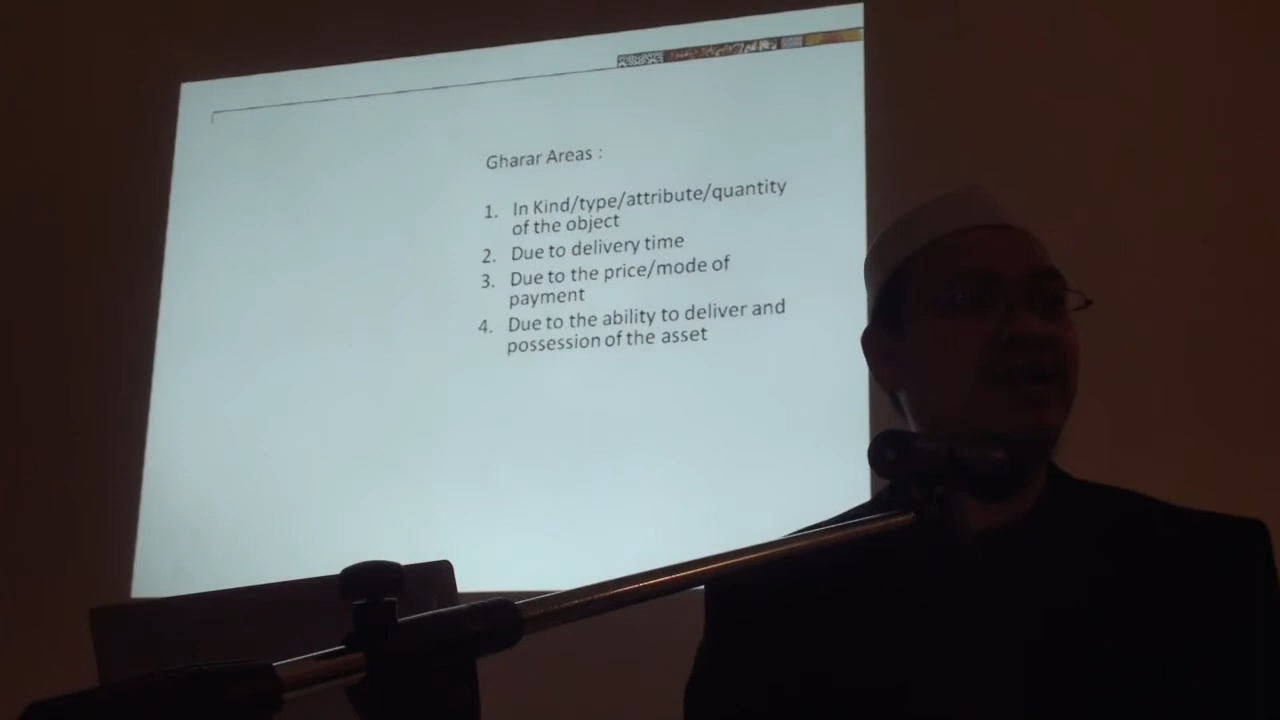 Gharar Areas :
1. In Kind/type/attribute/quantity
of the object
2. Due to delivery time
3. Due to the price/mode of
payment
4. Due to the ability to deliver and
possession of the asset